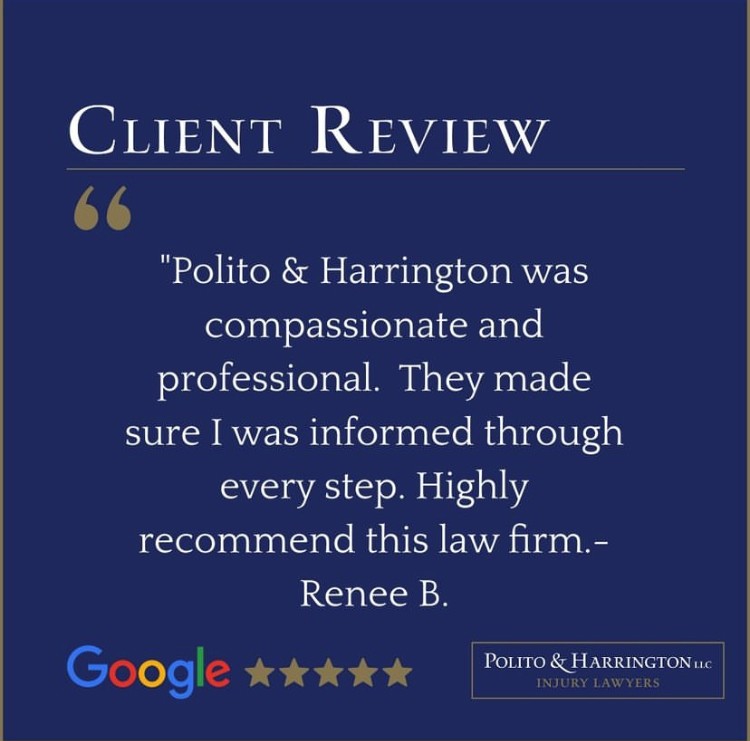 CLIENT REVIEW
“
"Polito & Harrington was
compassionate and
professional.  They made
sure I was informed through
every step. Highly
recommend this law firm.-
Renee B.
Google
POLITO & HARRINGTON LLC
INJURY LAWYERS